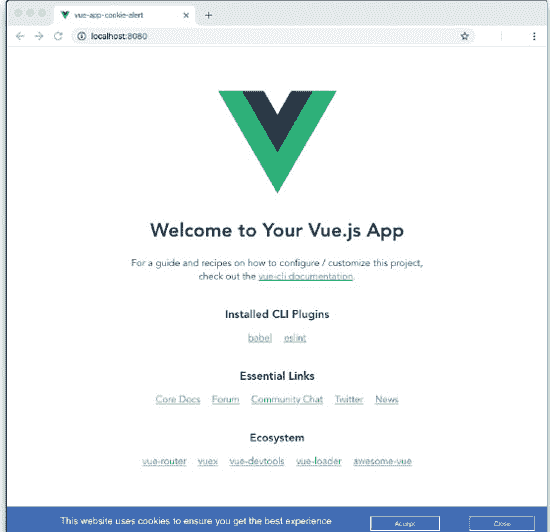 vue-app-cookie-alert
localhost:8080
Welcome to Your Vue.js App
For a guide and recipes on how to configure / customize this project,
check out the vue-cli documentation.
Installed CLI Plugins
babel eslint
Essential Links
Core Docs Forum Community Chat Twitter News
Ecosystem
vue-router vuex vue-devtools vue-loader awesome-vue
This website uses cookies to ensure you get the best experience Accept Close